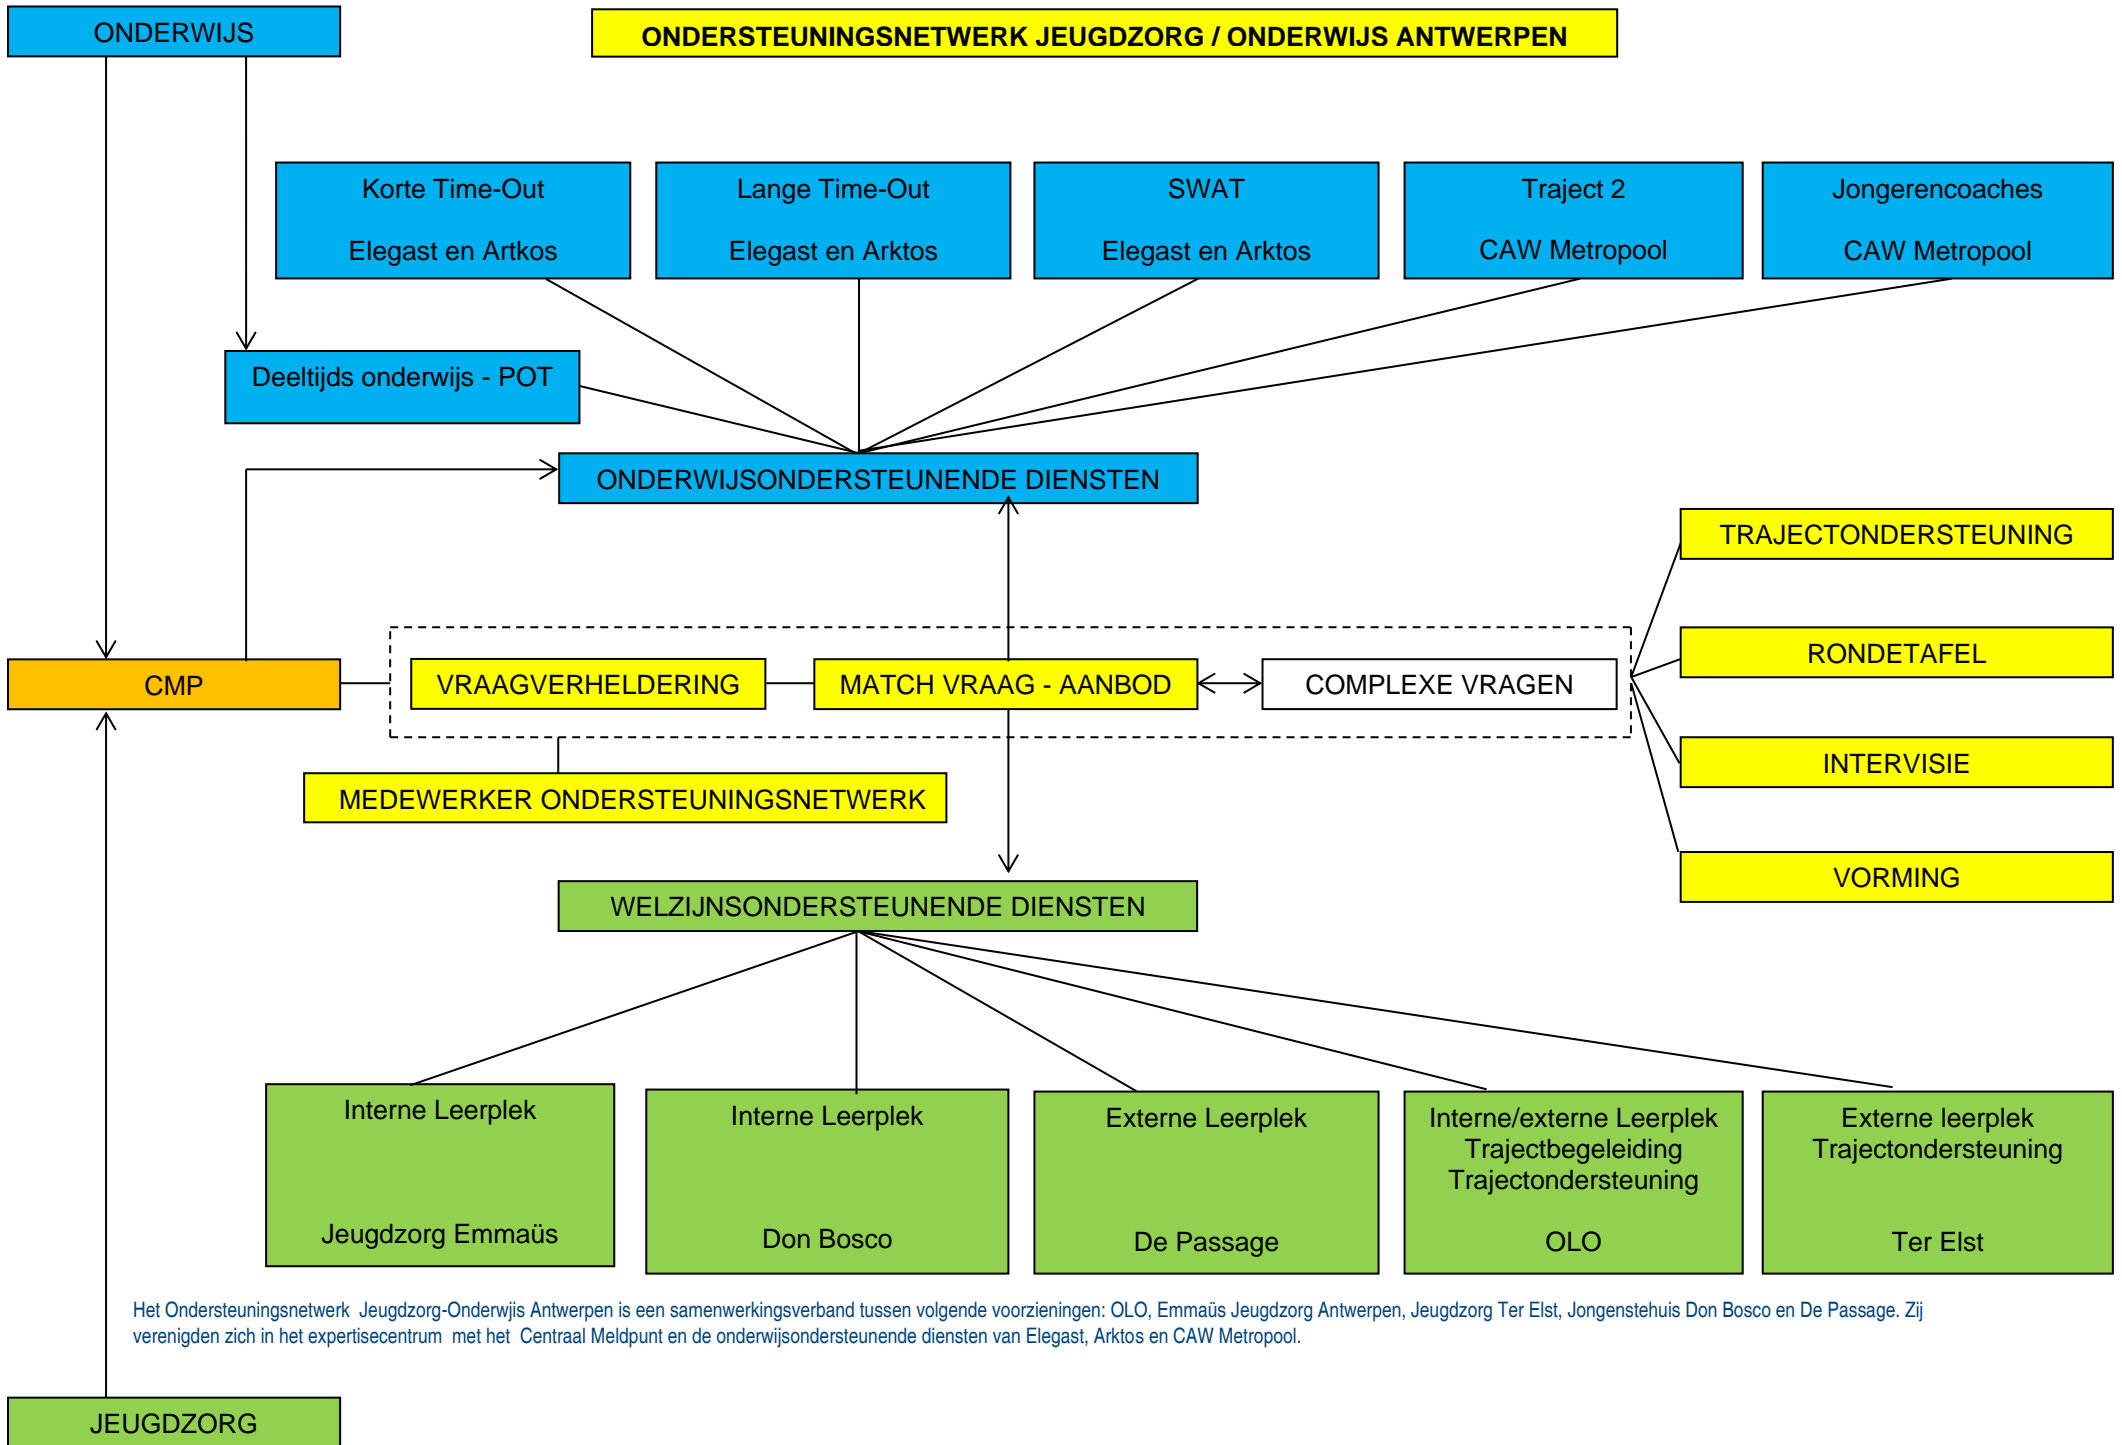 ONDERWIJS
ONDERSTEUNINGSNETWERK JEUGDZORG / ONDERWIJS ANTWERPEN
Korte Time-Out
Elegast en Artkos
Lange Time-Out
Elegast en Arktos
SWAT
Elegast en Arktos
Traject 2
CAW Metropool
Jongerencoaches
CAW Metropool
Deeltijds onderwijs - POT
ONDERWIJSONDERSTEUNENDE DIENSTEN
TRAJECTONDERSTEUNING
RONDETAFEL
CMP
VRAAGVERHELDERING
MATCH VRAAG - AANBOD
COMPLEXE VRAGEN
INTERVISIE
MEDEWERKER ONDERSTEUNINGSNETWERK
VORMING
WELZIJNSONDERSTEUNENDE DIENSTEN
Interne Leerplek
Jeugdzorg Emmaüs
Interne Leerplek
Don Bosco
Externe Leerplek
De Passage
Interne/externe Leerplek
Trajectbegeleiding
Trajectondersteuning
OLO
Externe leerplek
Trajectondersteuning
Ter Elst
Het Ondersteuningsnetwerk Jeugdzorg-Onderwjis Antwerpen is een samenwerkingsverband tussen volgende voorzieningen: OLO, Emmaüs Jeugdzorg Antwerpen, Jeugdzorg Ter Elst, Jongenstehuis Don Bosco en De Passage. Zij
verenigden zich in het expertisecentrum met het Centraal Meldpunt en de onderwijsondersteunende diensten van Elegast, Arktos en CAW Metropool.
JEUGDZORG